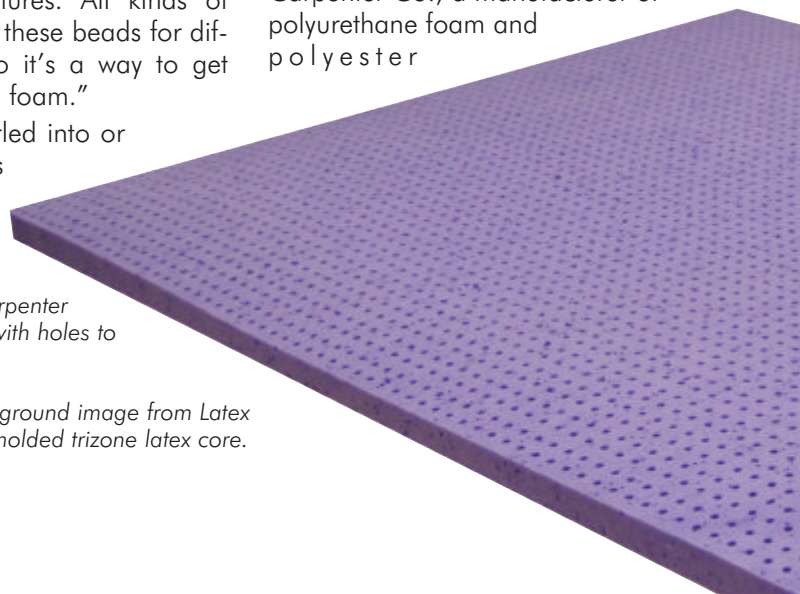 tures. All kinds of
these beads for dif-
o it's a way to get
foam.”
led into or
s
Carpenter Co., a manufacturer of
polyurethane foam and
polyester
rpenter
with holes to
ground image from Latex
molded trizone latex core.